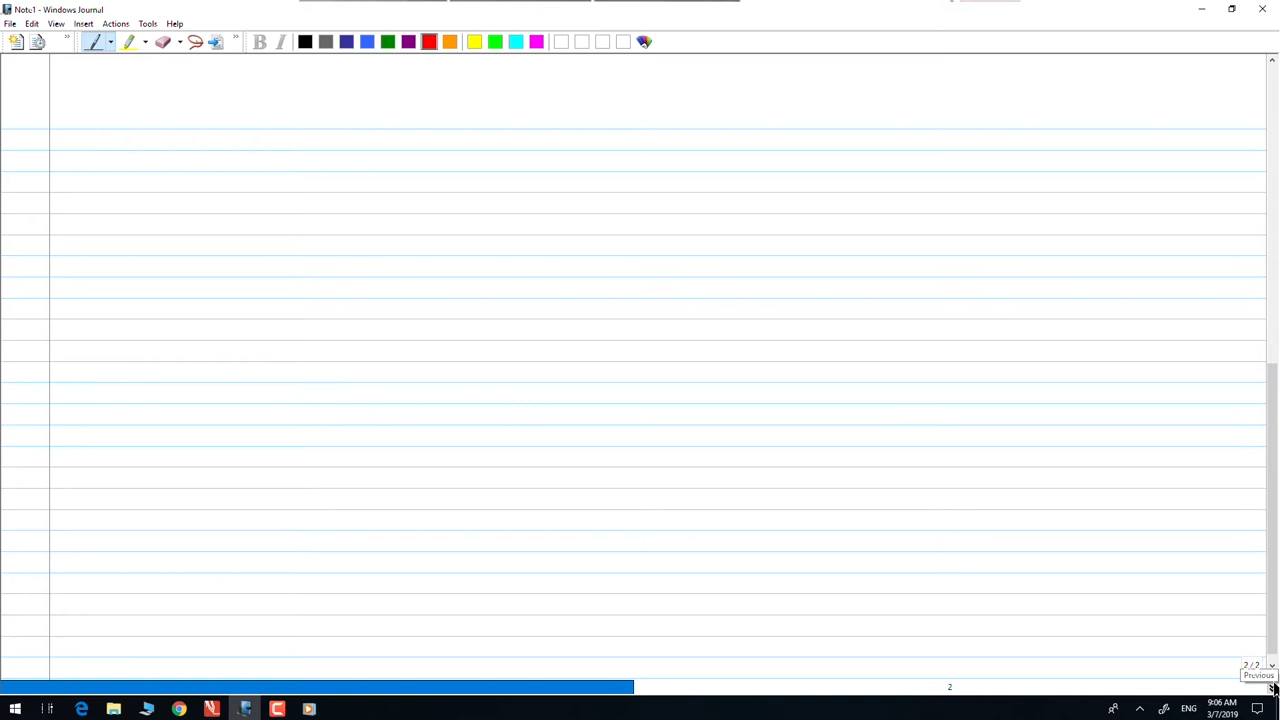 Note1 - Windows Journal
File Edit View Insert Actions Tools Help
B I
2 / 2
Previous
2
ENG
9:06 AM
3/7/2019